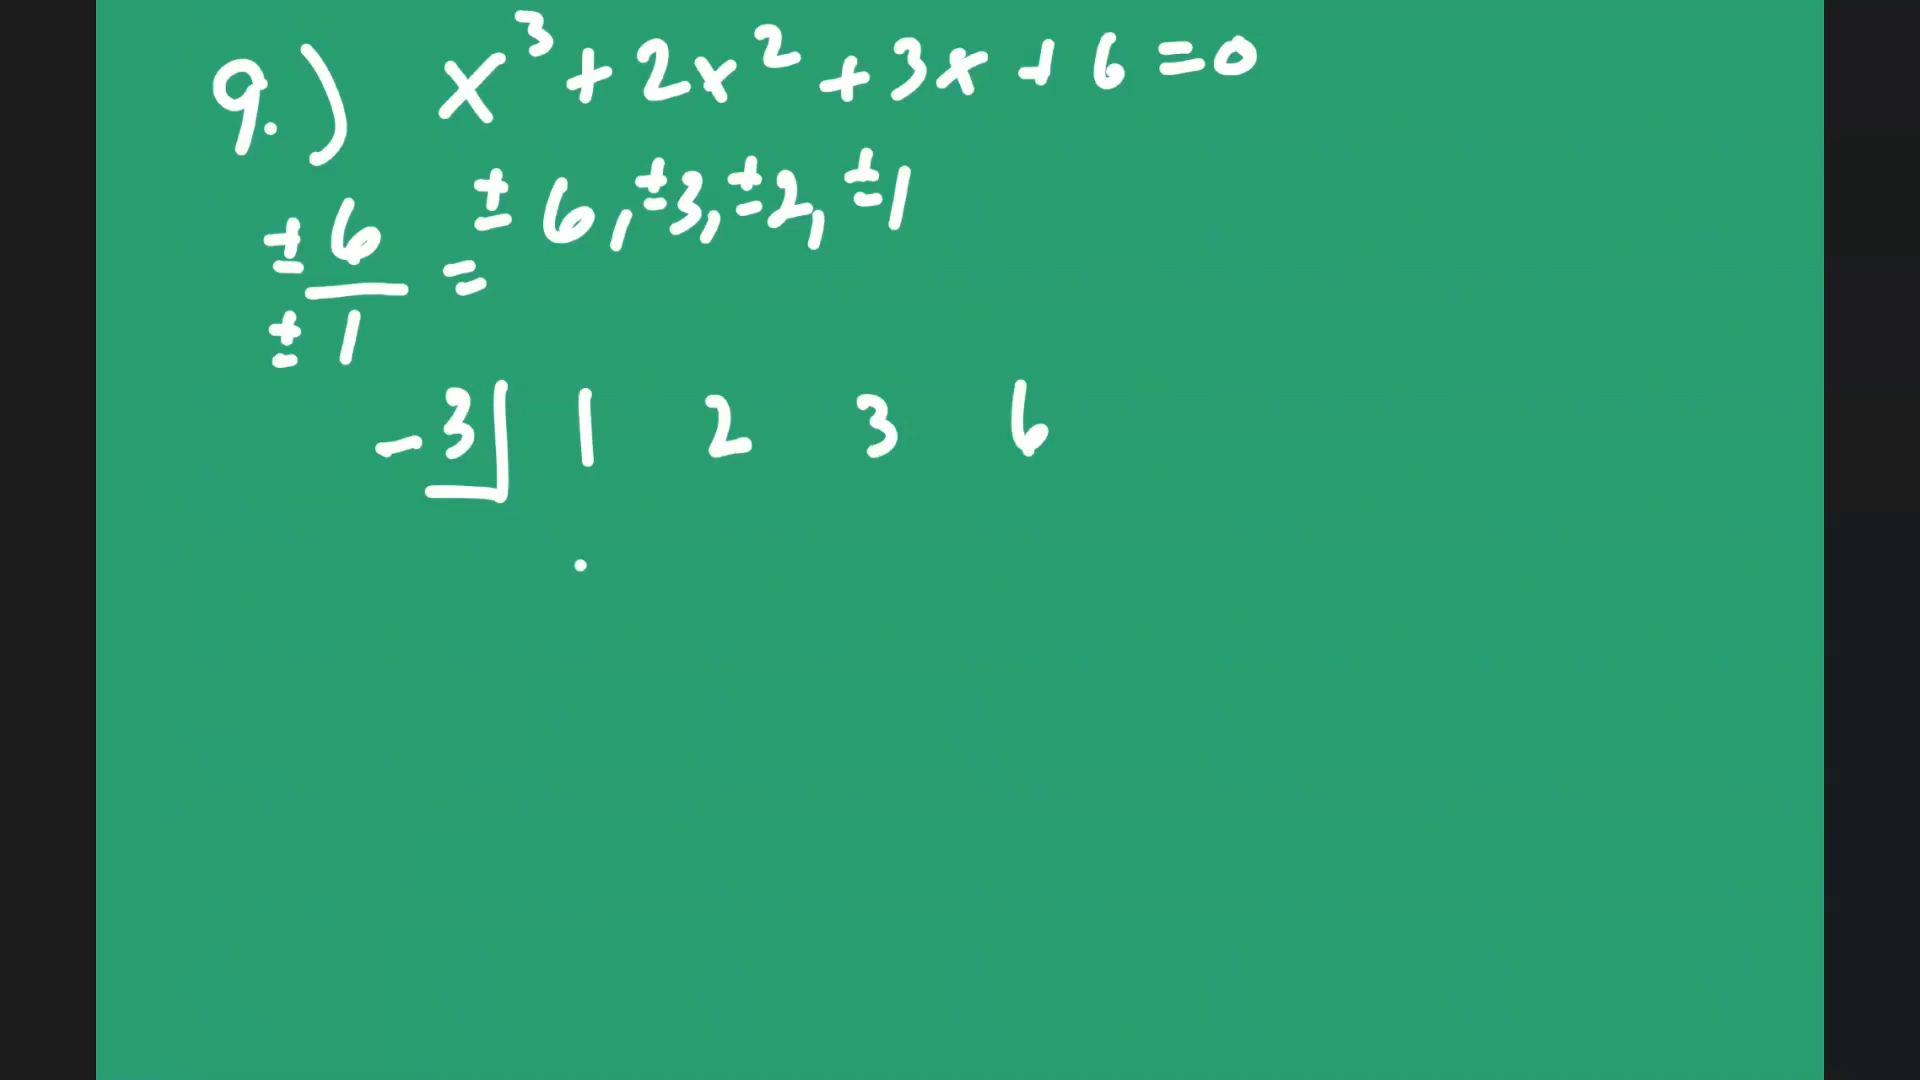 9.) x³ + 2x² + 3x + 6 = 0
± 6 / ± 1 = ± 6, ± 3, ± 2, ± 1
-3 | 1 2 3 6